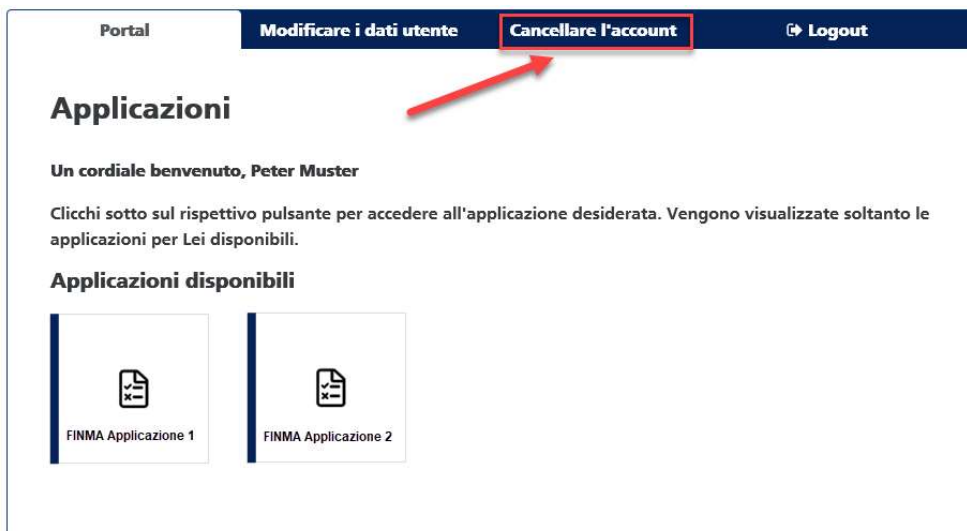 Portal
Modificare i dati utente
Cancellare l'account
Logout
Applicazioni
Un cordiale benvenuto, Peter Muster
Clicchi sotto sul rispettivo pulsante per accedere all'applicazione desiderata. Vengono visualizzate soltanto le
applicazioni per Lei disponibili.
Applicazioni disponibili
FINMA Applicazione 1
FINMA Applicazione 2